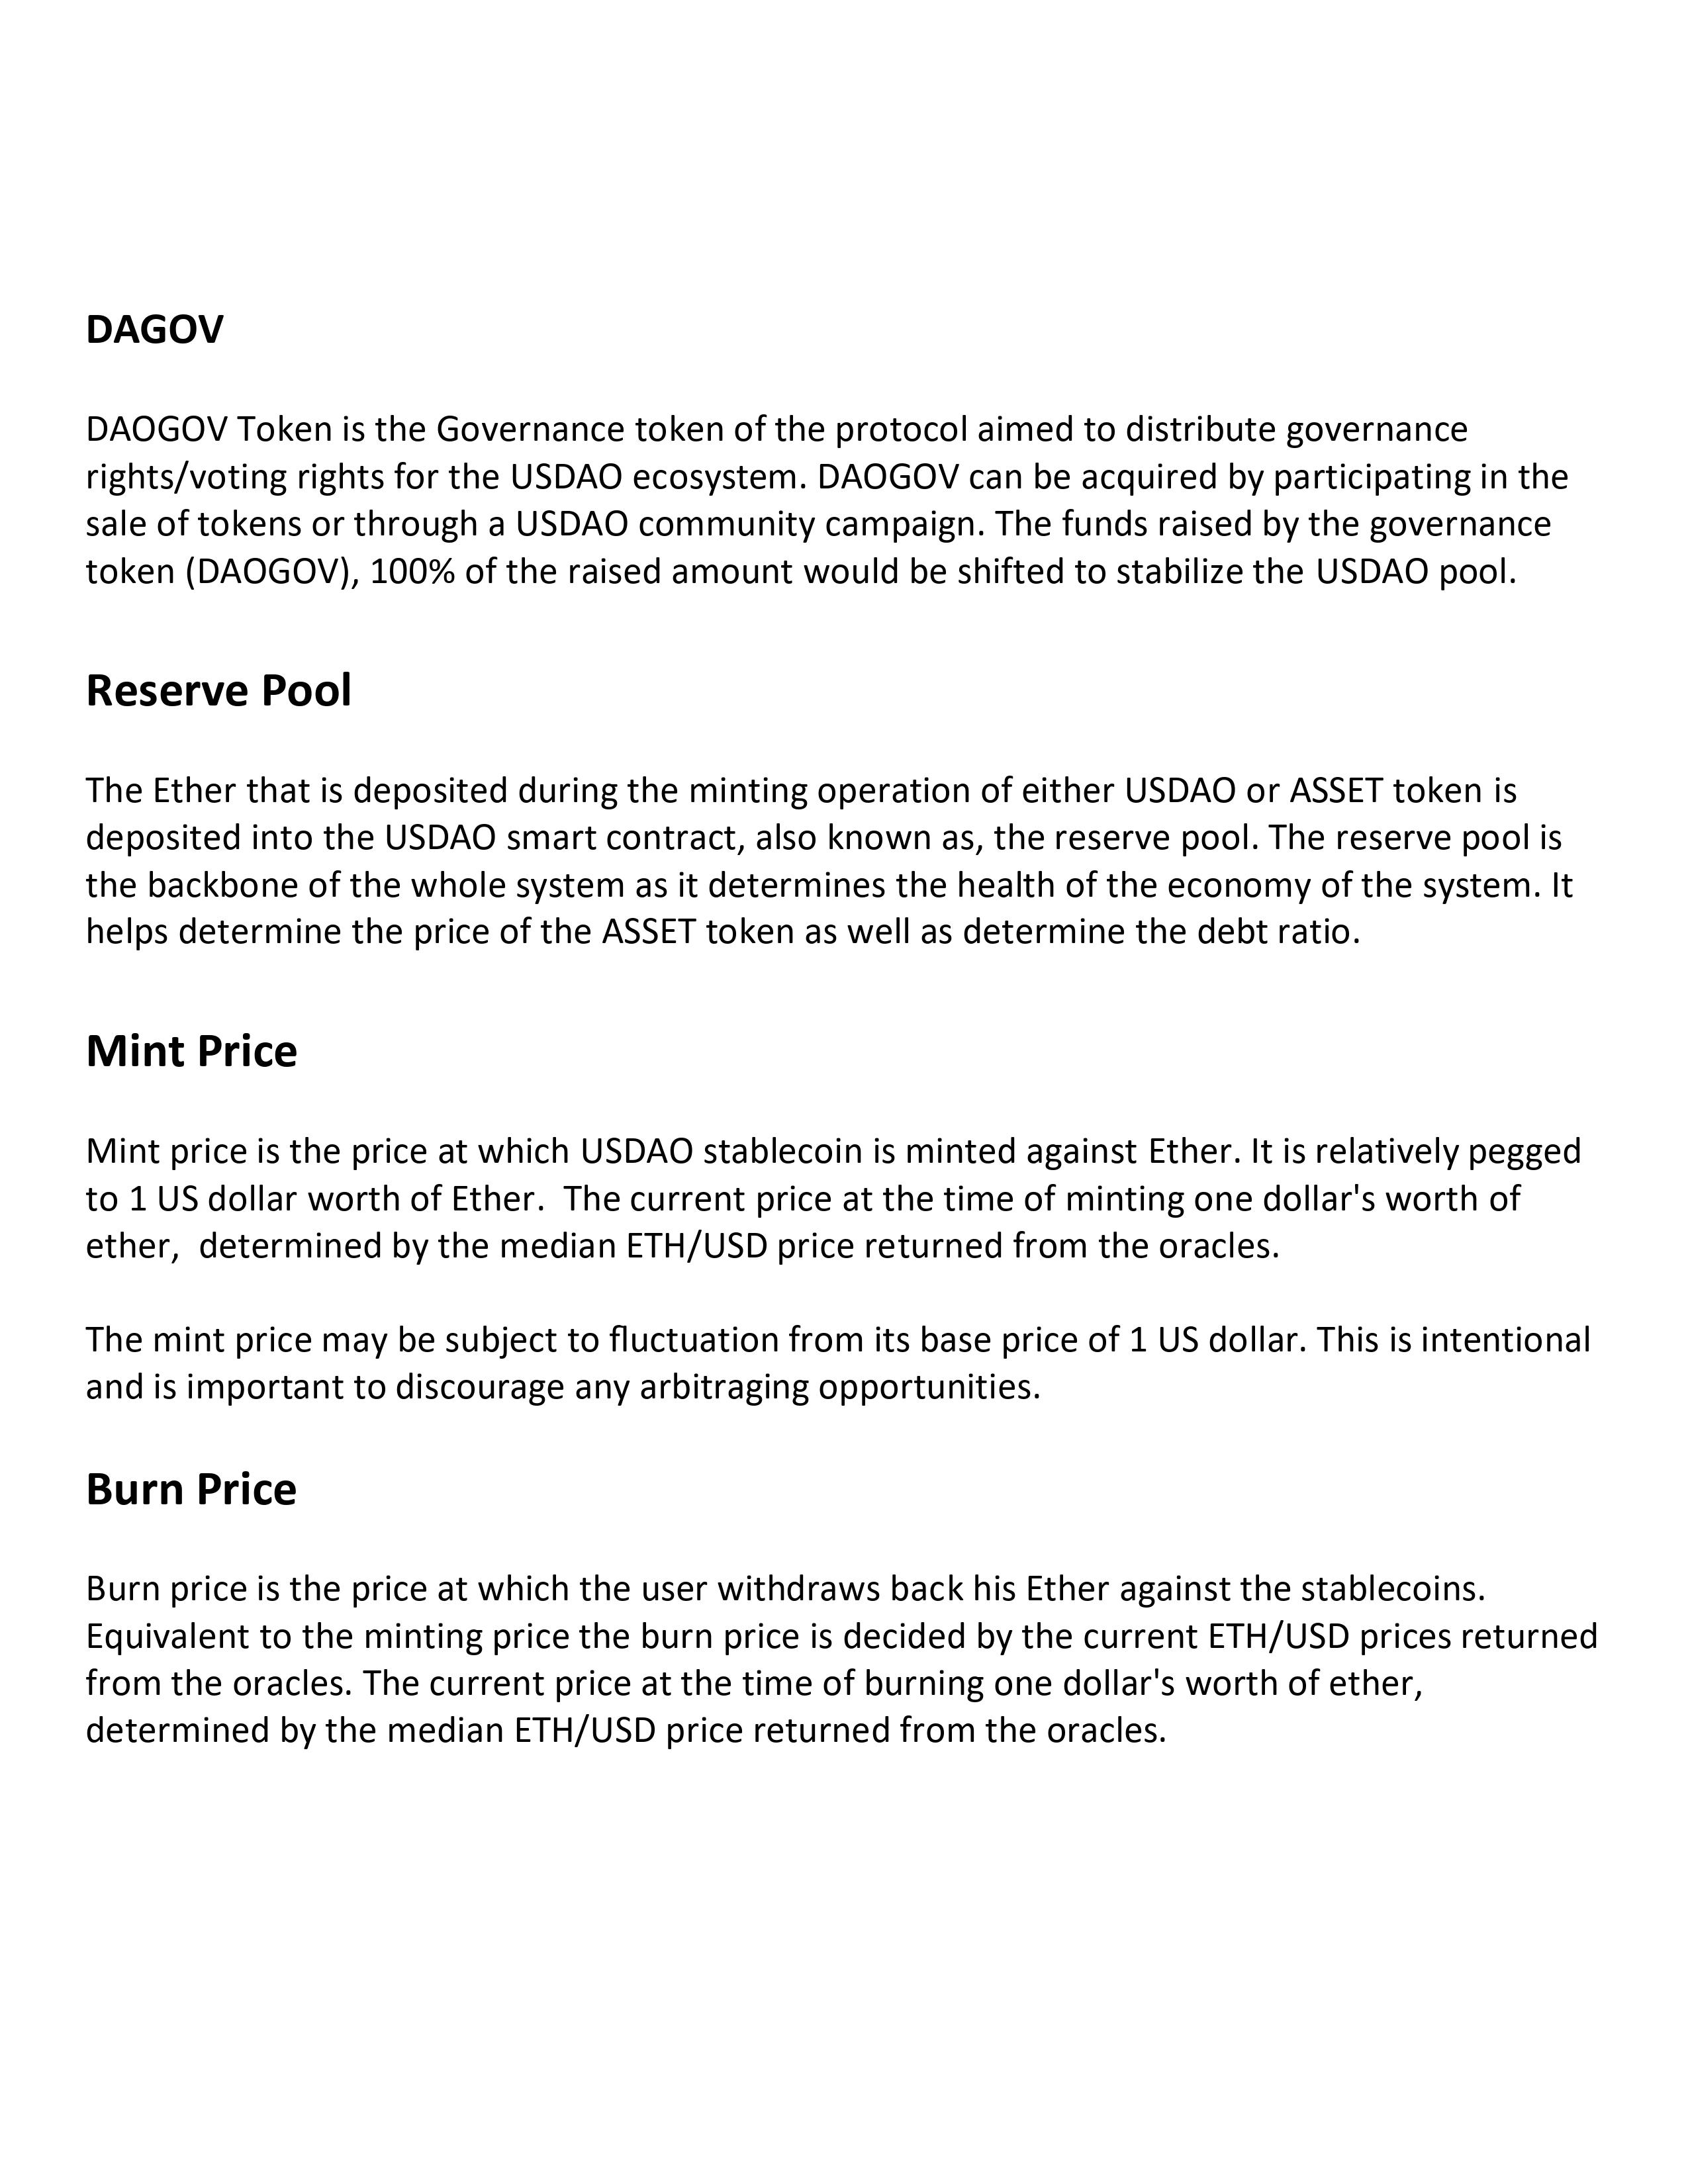 DAGOV
DAOGOV Token is the Governance token of the protocol aimed to distribute governance
rights/voting rights for the USDAO ecosystem. DAOGOV can be acquired by participating in the
sale of tokens or through a USDAO community campaign. The funds raised by the governance
token (DAOGOV), 100% of the raised amount would be shifted to stabilize the USDAO pool.
Reserve Pool
The Ether that is deposited during the minting operation of either USDAO or ASSET token is
deposited into the USDAO smart contract, also known as, the reserve pool. The reserve pool is
the backbone of the whole system as it determines the health of the economy of the system. It
helps determine the price of the ASSET token as well as determine the debt ratio.
Mint Price
Mint price is the price at which USDAO stablecoin is minted against Ether. It is relatively pegged
to 1 US dollar worth of Ether.  The current price at the time of minting one dollar's worth of
ether,  determined by the median ETH/USD price returned from the oracles.
The mint price may be subject to fluctuation from its base price of 1 US dollar. This is intentional
and is important to discourage any arbitraging opportunities.
Burn Price
Burn price is the price at which the user withdraws back his Ether against the stablecoins.
Equivalent to the minting price the burn price is decided by the current ETH/USD prices returned
from the oracles. The current price at the time of burning one dollar's worth of ether,
determined by the median ETH/USD price returned from the oracles.